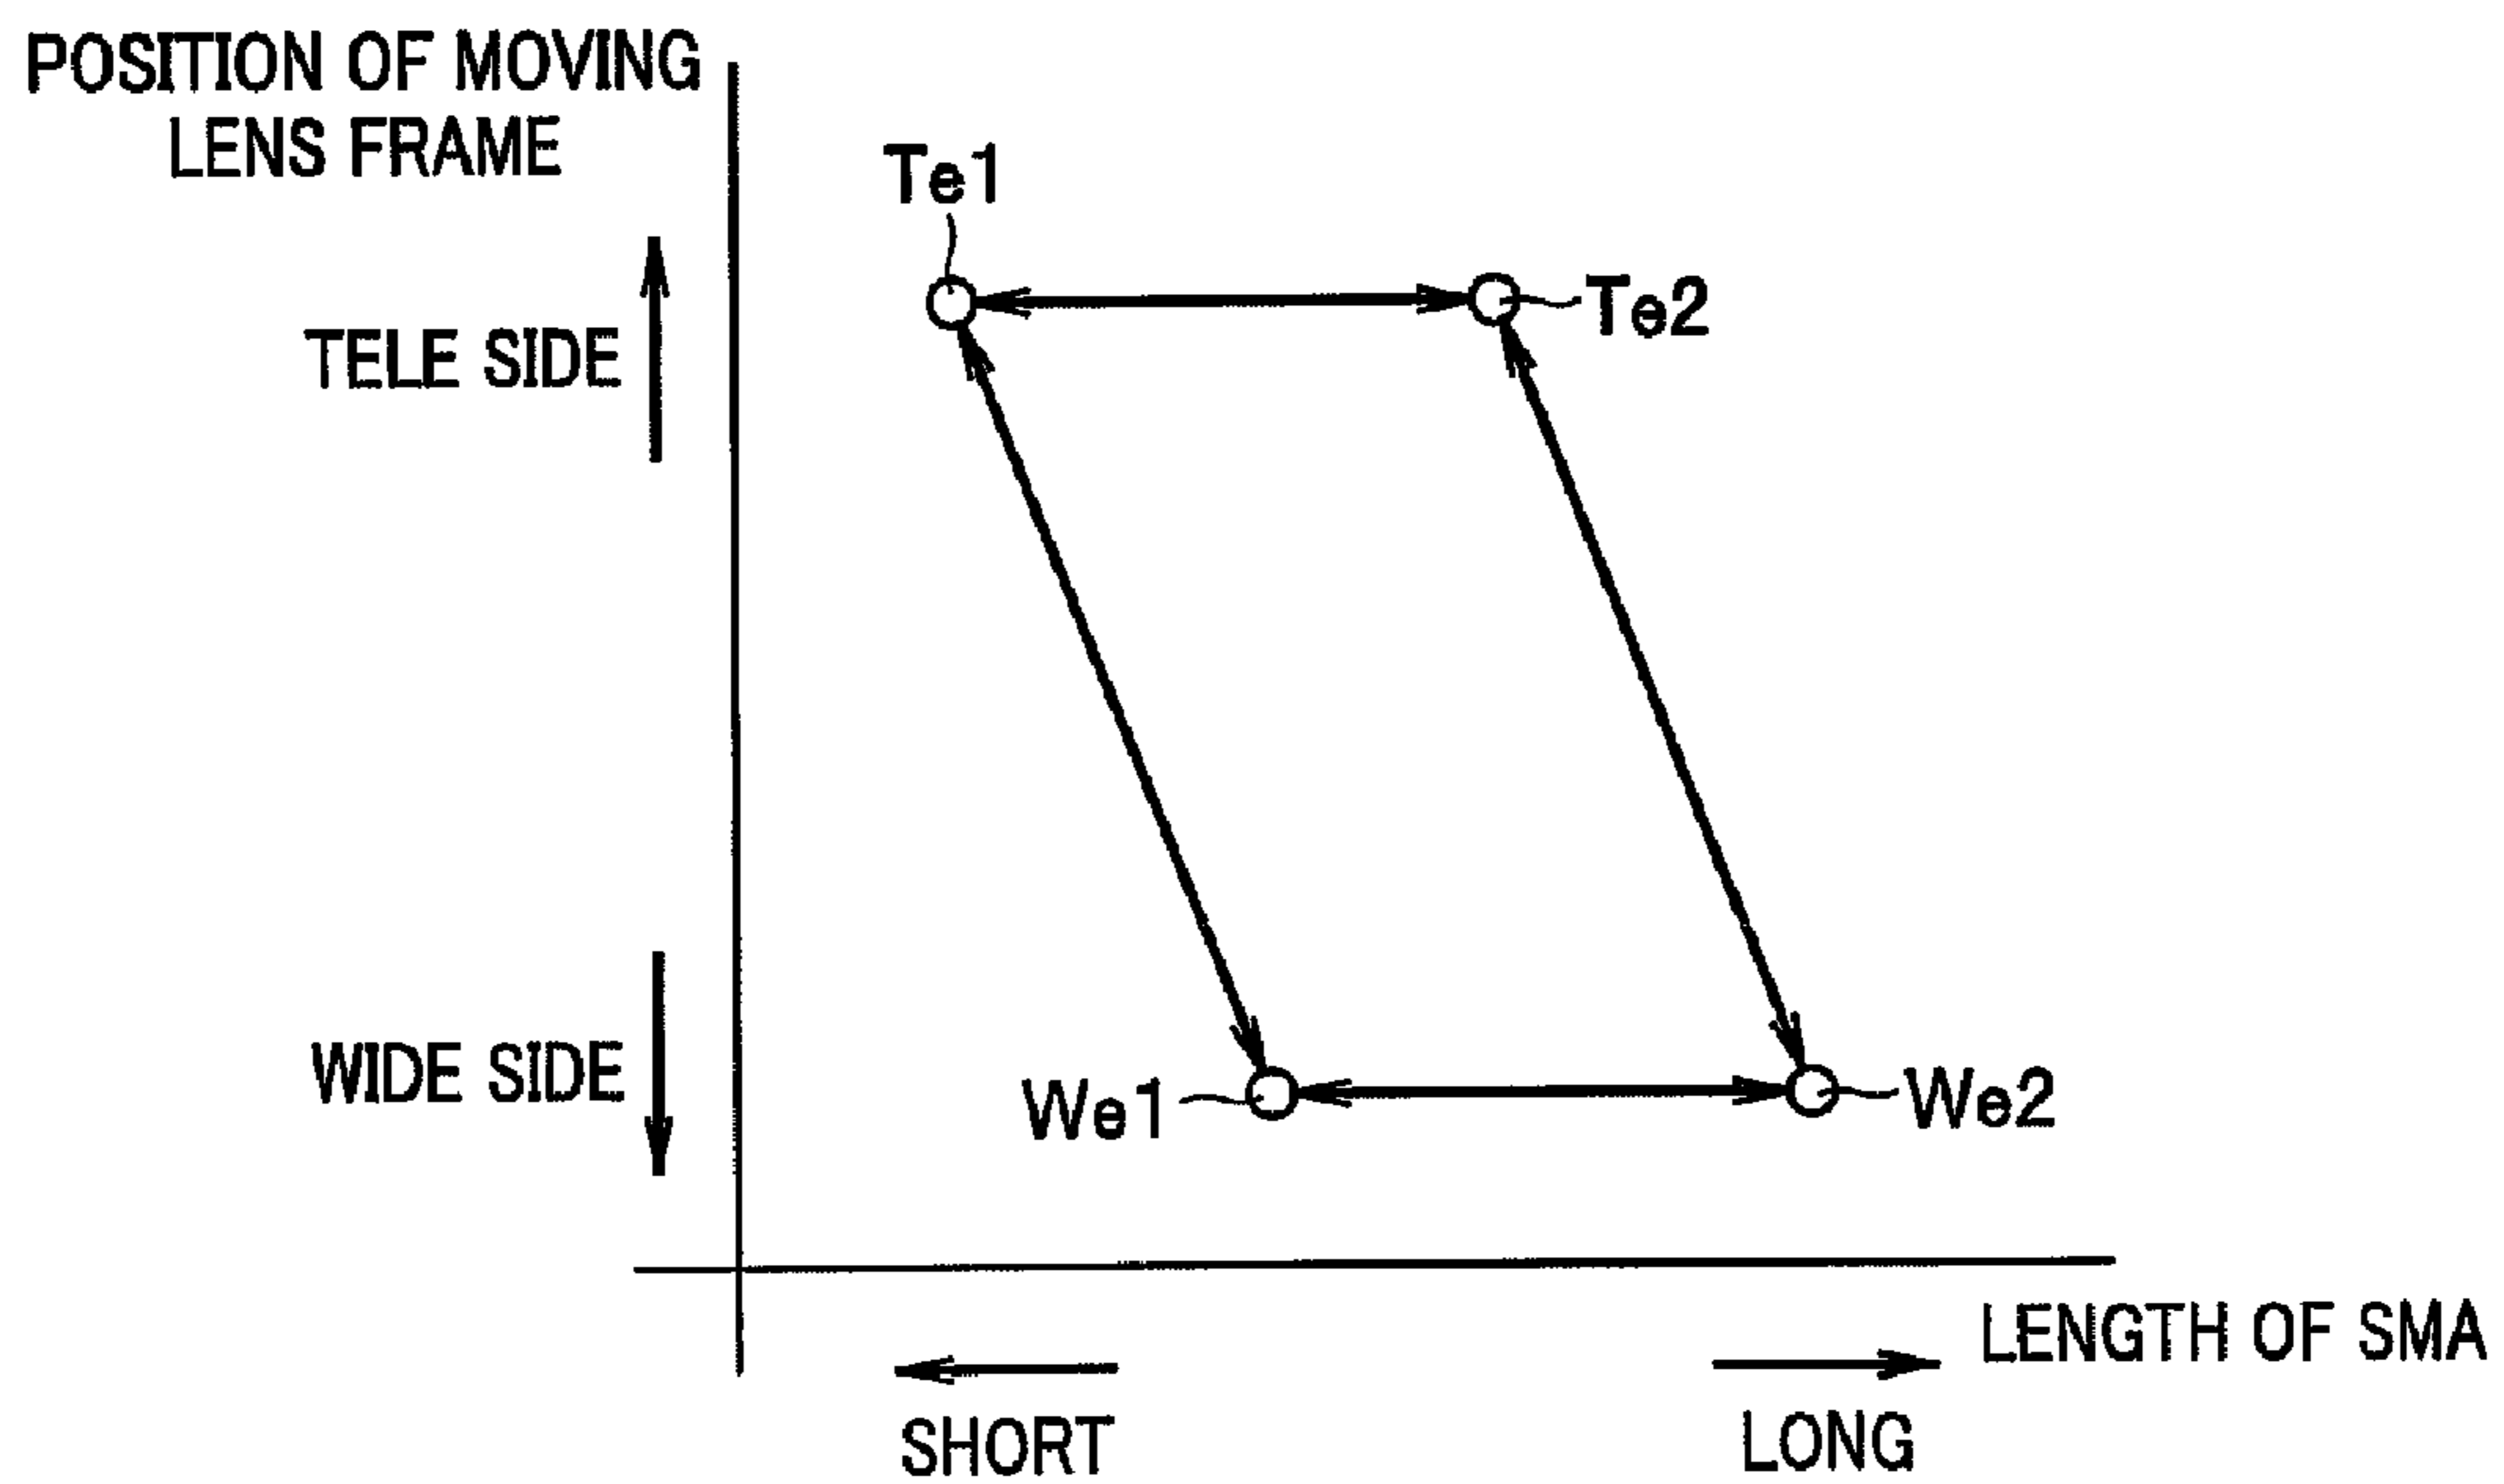 POSITION OF MOVING
LENS FRAME
Te1
Te2
TELE SIDE
WIDE SIDE
We1
We2
LENGTH OF SMA
SHORT
LONG